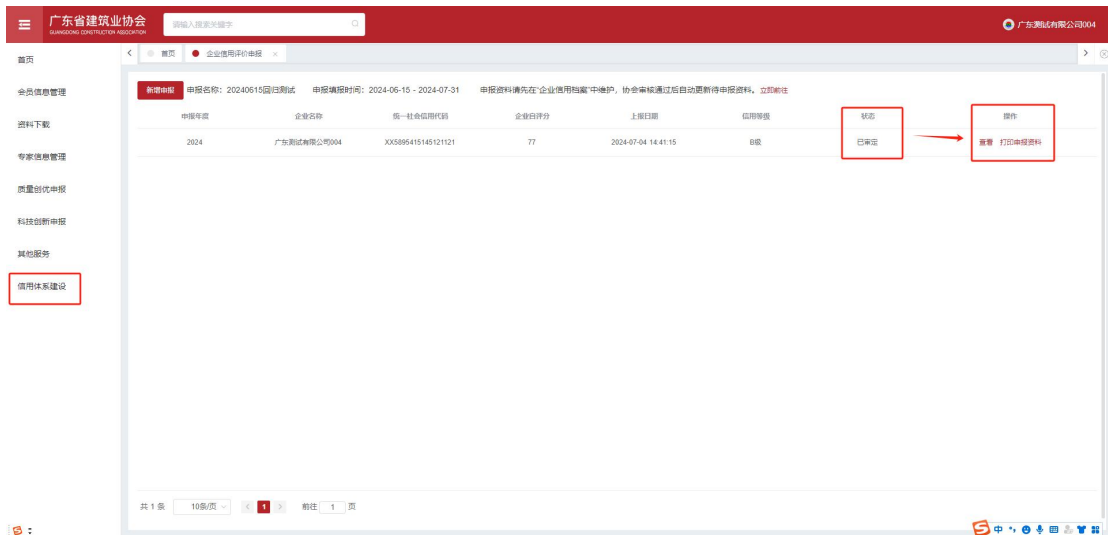 广东省建筑业协会
GUANGDONG CONSTRUCTION ASSOCIATION
请输入搜索关键字
广东测试有限公司004
首页
企业信用评价申报
首页
会员信息管理
资料下载
专家信息管理
质量创优申报
科技创新申报
其他服务
信用体系建设
新增申报 申报名称：20240615回归测试 申报填报时间：2024-06-15 - 2024-07-31 申报资料请先在“企业信用档案”中维护，协会审核通过后自动更新待申报资料。立即前往
申报年度 企业名称 统一社会信用代码 企业自评分 上报日期 信用等级 状态 操作
2024 广东测试有限公司004 XX5895415145121121 77 2024-07-04 14:41:15 B级 已审定 查看 打印申报资料
共 1 条 10条/页 1 前往 1 页
中